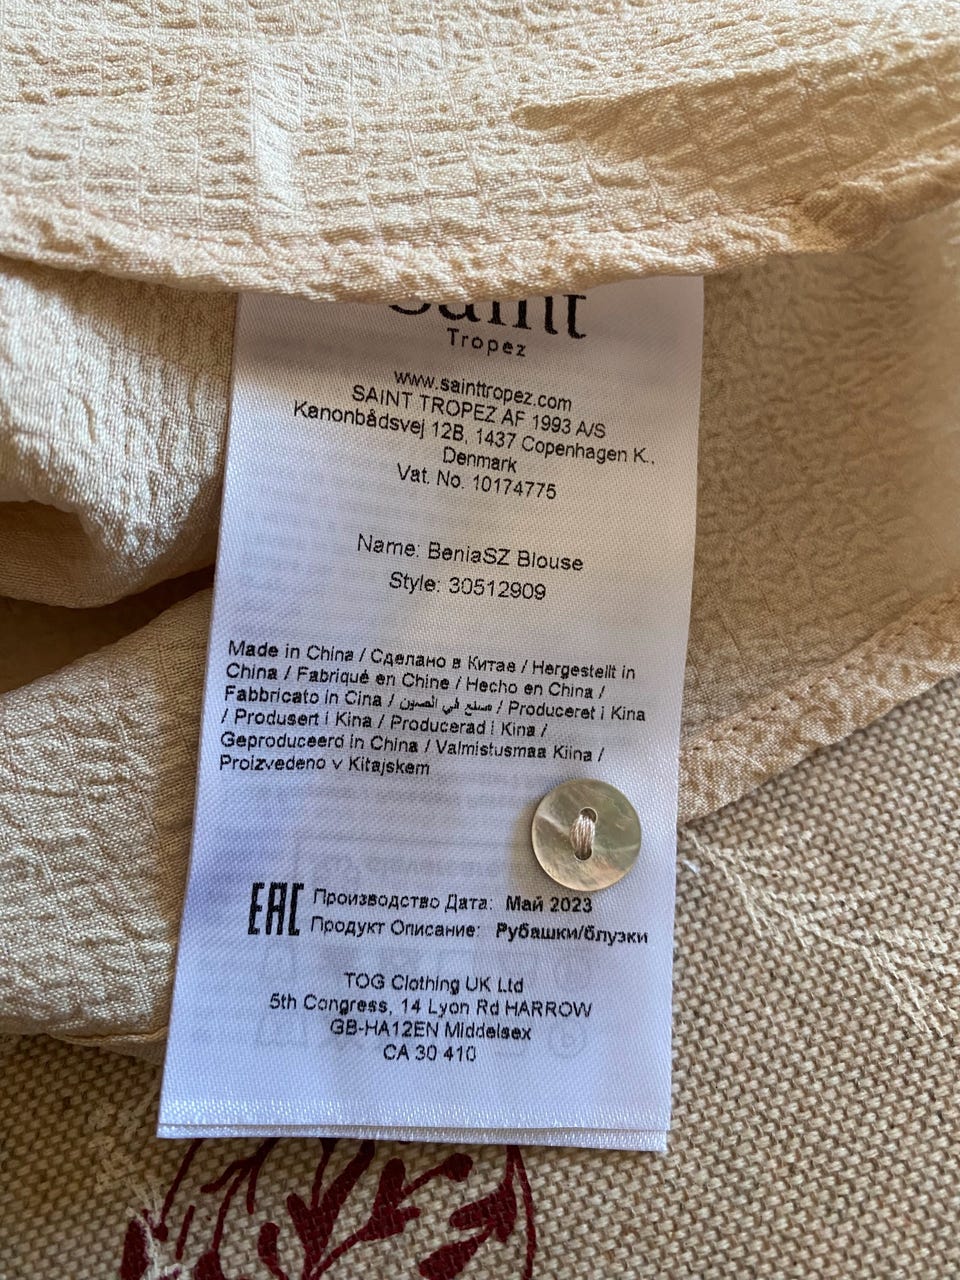 Saint
Tropez
www.sainttropez.com
SAINT TROPEZ AF 1993 A/S
Kanonbådsvej 12B, 1437 Copenhagen K.,
Denmark
Vat. No. 10174775
Name: BeniaSZ Blouse
Style: 30512909
Made in China / Сделано в Китае / Hergestellt in
China / Fabriqué en Chine / Hecho en China /
Fabbricato in Cina / صنع في الصين / Produceret i Kina
/ Produsert i Kina / Producerad i Kina /
Geproduceerd in China / Valmistusmaa Kiina /
Proizvedeno v Kitajskem
EAC Производство Дата: Май 2023
Продукт Описание: Рубашки/блузки
TOG Clothing UK Ltd
5th Congress, 14 Lyon Rd HARROW
GB-HA12EN Middelsex
CA 30 410